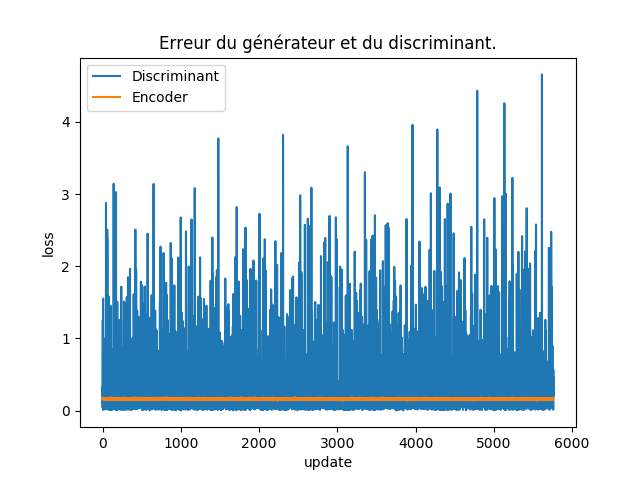 Erreur du générateur et du discriminant.
Discriminant
Encoder
loss
4
3
2
1
0
0 1000 2000 3000 4000 5000 6000
update